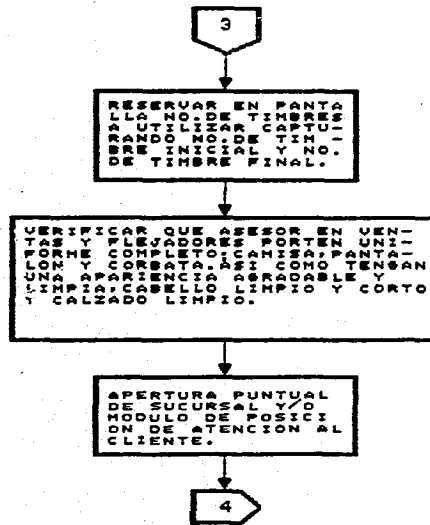 3
RESERVAR EN PANTA
LLA NO. DE TIMBRES
A UTILIZAR CAPTU-
RANDO NO. DE TIM-
BRE INICIAL Y NO.
DE TIMBRE FINAL.
VERIFICAR QUE ASESOR EN VEN-
TAS Y FLEJADORES PORTEN UNI-
FORME COMPLETO, CAMISA, PANTA-
LON Y CORBATA, ASI COMO TENGAN
UNA APARIENCIA AGRADABLE Y
LIMPIA, CABELLO LIMPIO Y CORTO
Y CALZADO LIMPIO.
APERTURA PUNTUAL
DE SUCURSAL Y/O
MODULO DE POSICI
ON DE ATENCION AL
CLIENTE.
4